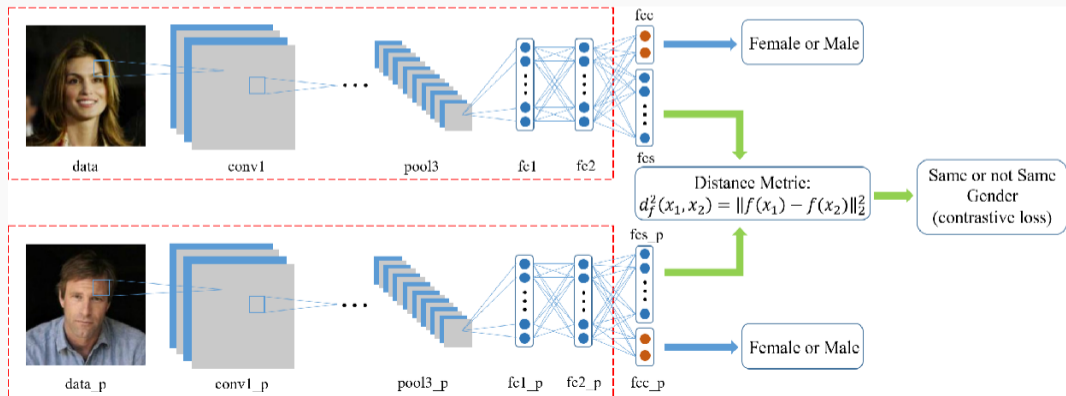 fcc
Female or Male
data
conv1
pool3
fc1
fc2
fcs
Distance Metric:
d_f^2(x_1, x_2) = ‖f(x_1) − f(x_2)‖_2^2
Same or not Same
Gender
(contrastive loss)
fcs_p
data_p
conv1_p
pool3_p
fc1_p
fc2_p
fcc_p
Female or Male